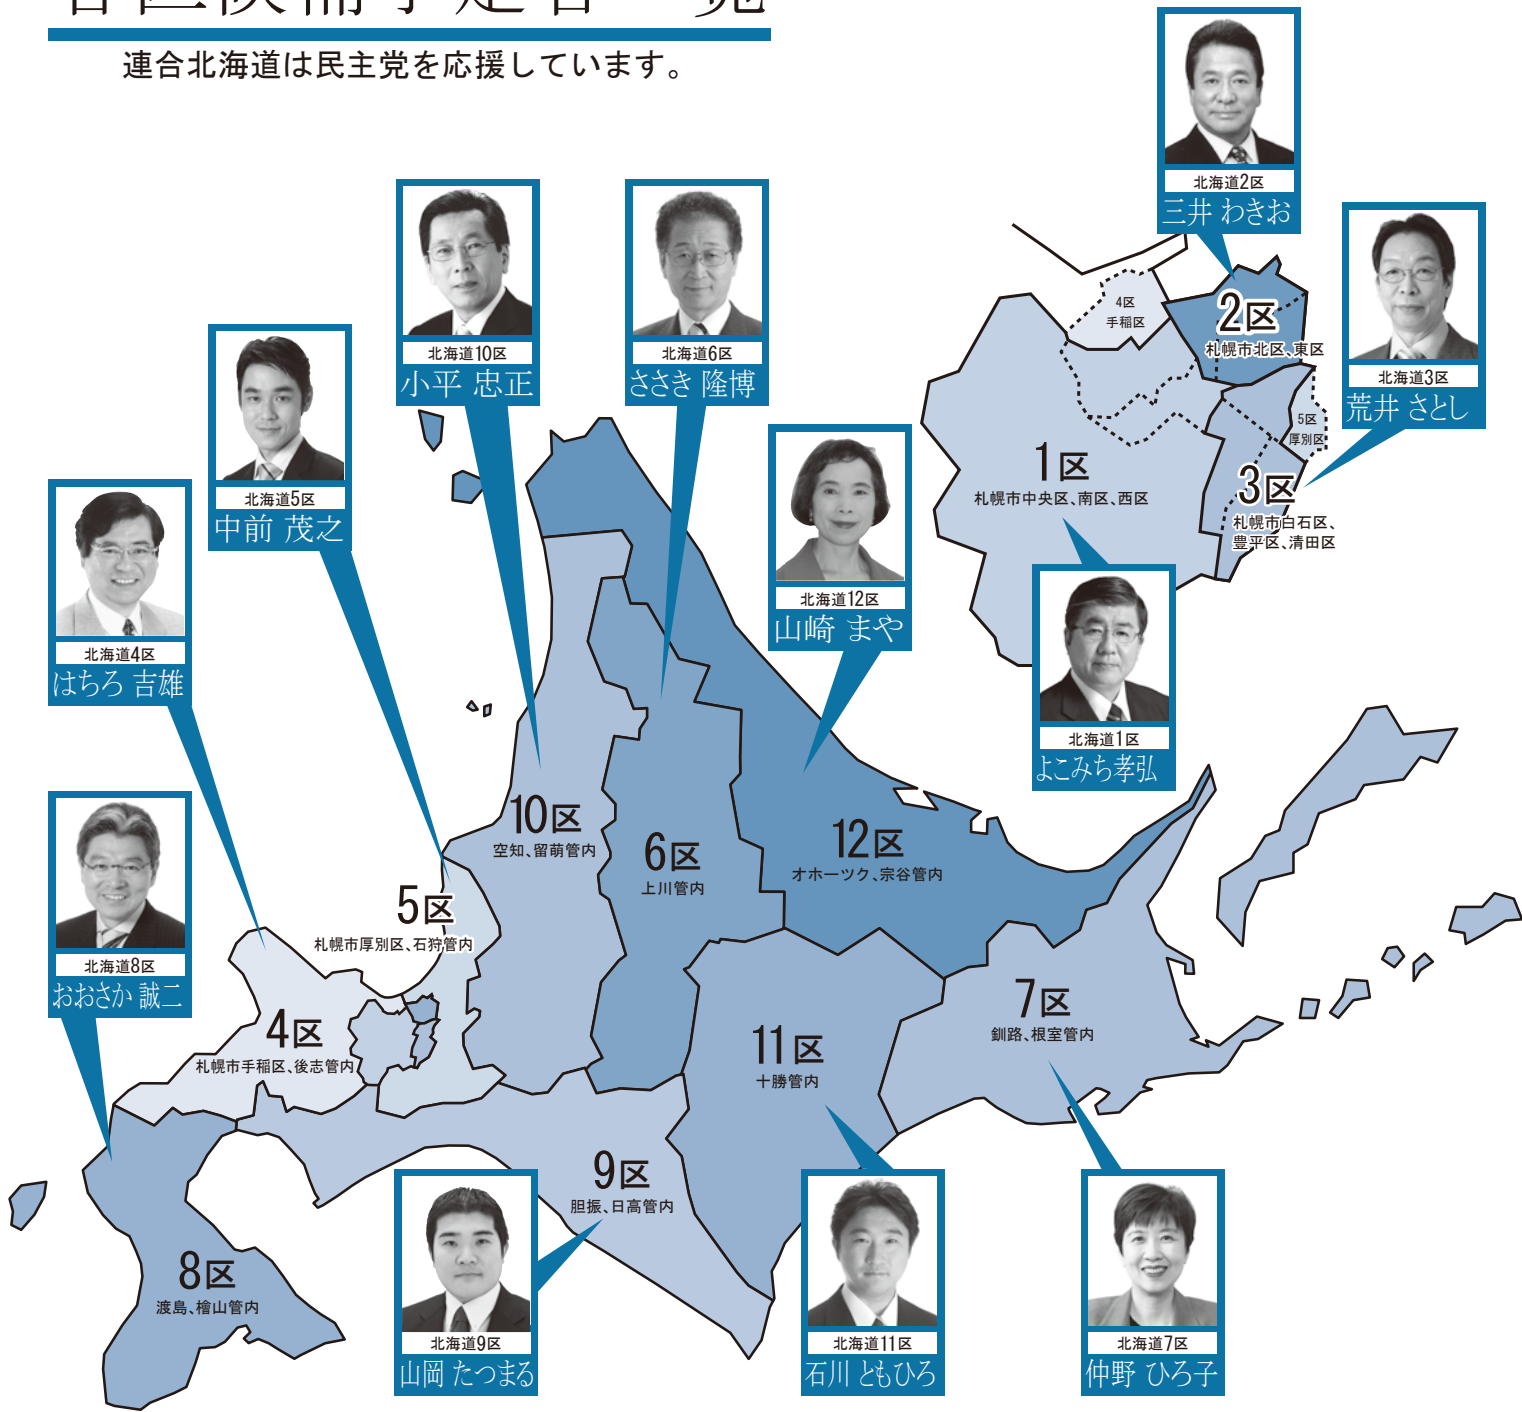 各区候補予定者一覧
連合北海道は民主党を応援しています。
北海道2区
三井 わきお
北海道3区
荒井 さとし
北海道10区
小平 忠正
北海道6区
ささき 隆博
北海道5区
中前 茂之
北海道12区
山崎 まや
北海道4区
はちろ 吉雄
北海道1区
よこみち孝弘
北海道8区
おおさか 誠二
北海道9区
山岡 たつまる
北海道11区
石川 ともひろ
北海道7区
仲野 ひろ子
4区
手稲区
2区
札幌市北区、東区
5区
厚別区
1区
札幌市中央区、南区、西区
3区
札幌市白石区、
豊平区、清田区
10区
空知、留萌管内
6区
上川管内
12区
オホーツク、宗谷管内
5区
札幌市厚別区、石狩管内
4区
札幌市手稲区、後志管内
7区
釧路、根室管内
11区
十勝管内
9区
胆振、日高管内
8区
渡島、檜山管内